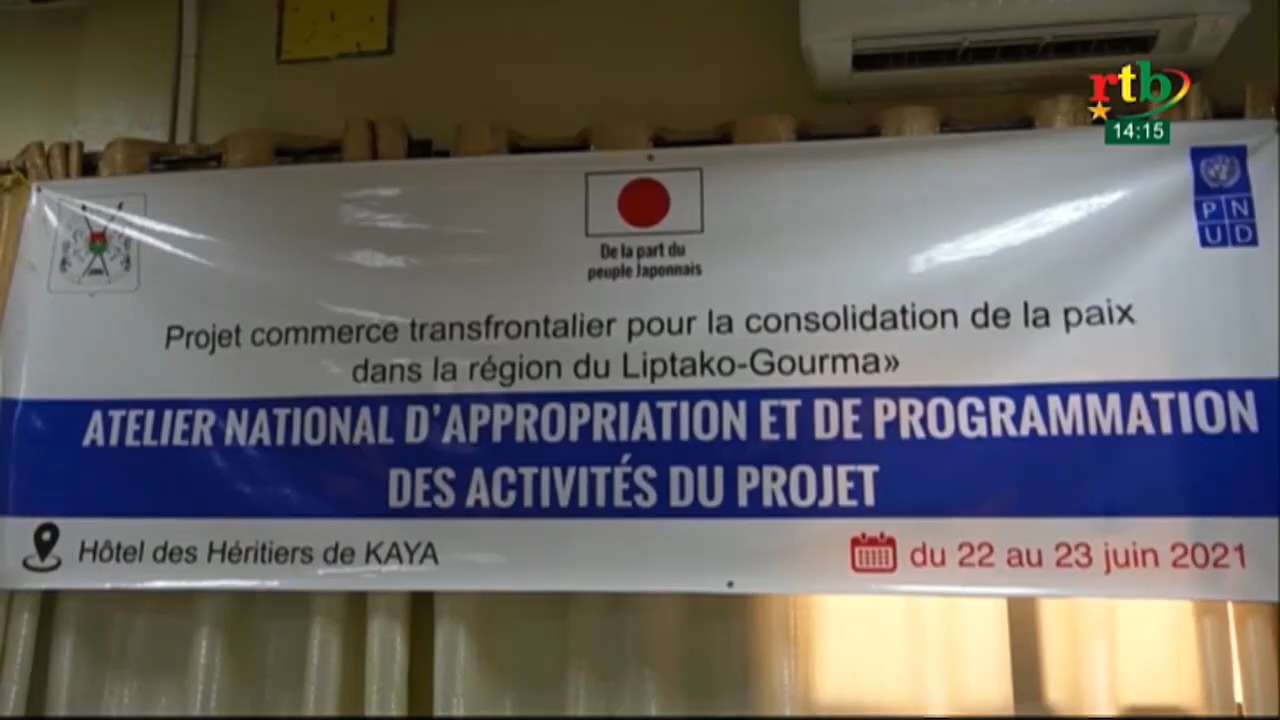 rtb
14:15
PN
UD
De la part du
peuple Japonnais
Projet commerce transfrontalier pour la consolidation de la paix
dans la région du Liptako-Gourma»
ATELIER NATIONAL D'APPROPRIATION ET DE PROGRAMMATION
DES ACTIVITÉS DU PROJET
Hôtel des Héritiers de KAYA
du 22 au 23 juin 2021